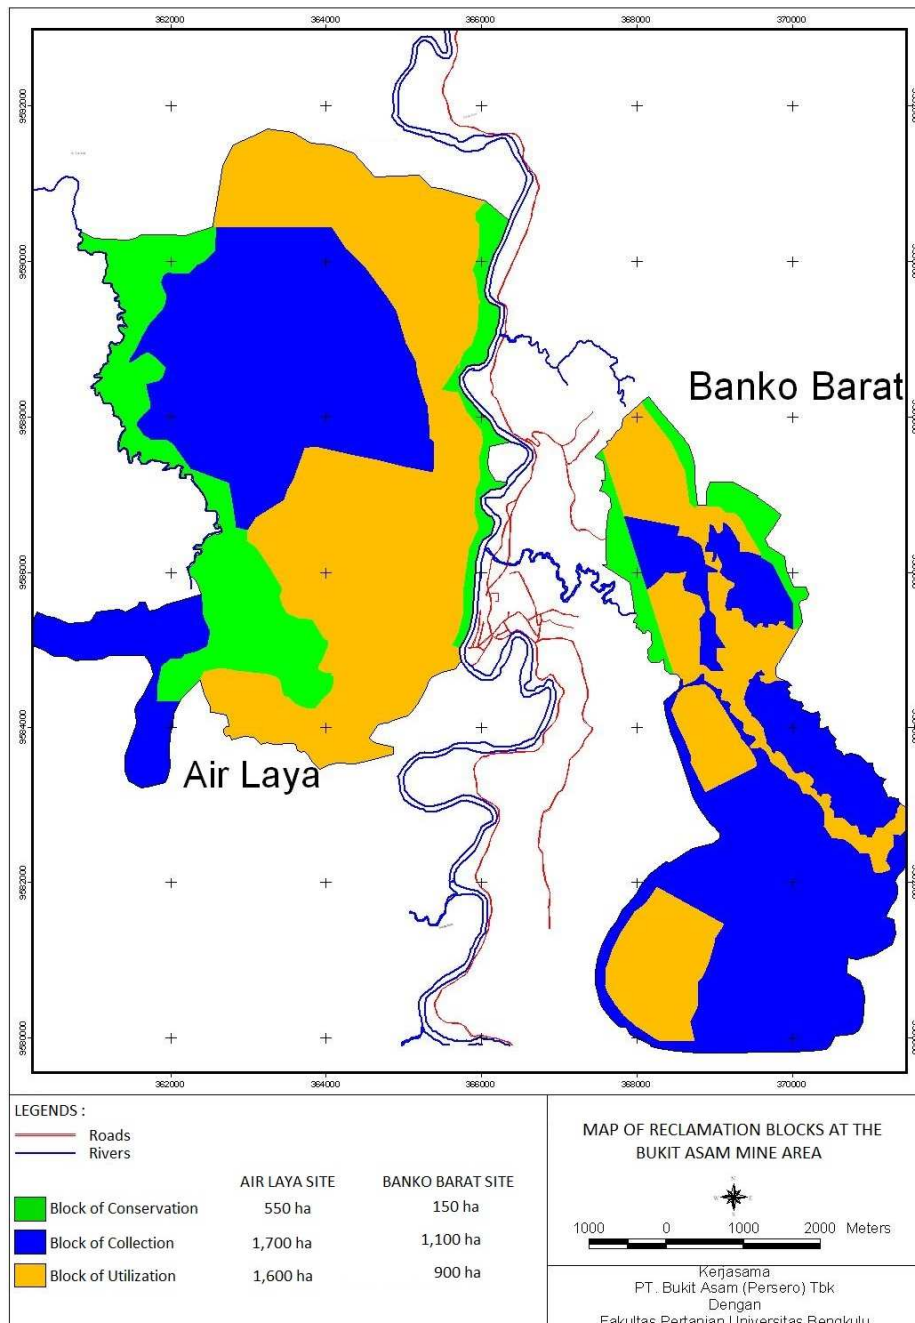 362000 364000 366000 368000 370000
9592000
9590000
9588000
9586000
9584000
9582000
9580000
Banko Barat
Air Laya
362000 364000 366000 368000 370000
LEGENDS :
Roads
Rivers
AIR LAYA SITE BANKO BARAT SITE
Block of Conservation 550 ha 150 ha
Block of Collection 1,700 ha 1,100 ha
Block of Utilization 1,600 ha 900 ha
MAP OF RECLAMATION BLOCKS AT THE
BUKIT ASAM MINE AREA
1000 0 1000 2000 Meters
Kerjasama
PT. Bukit Asam (Persero) Tbk
Dengan
Fakultas Pertanian Universitas Bengkulu